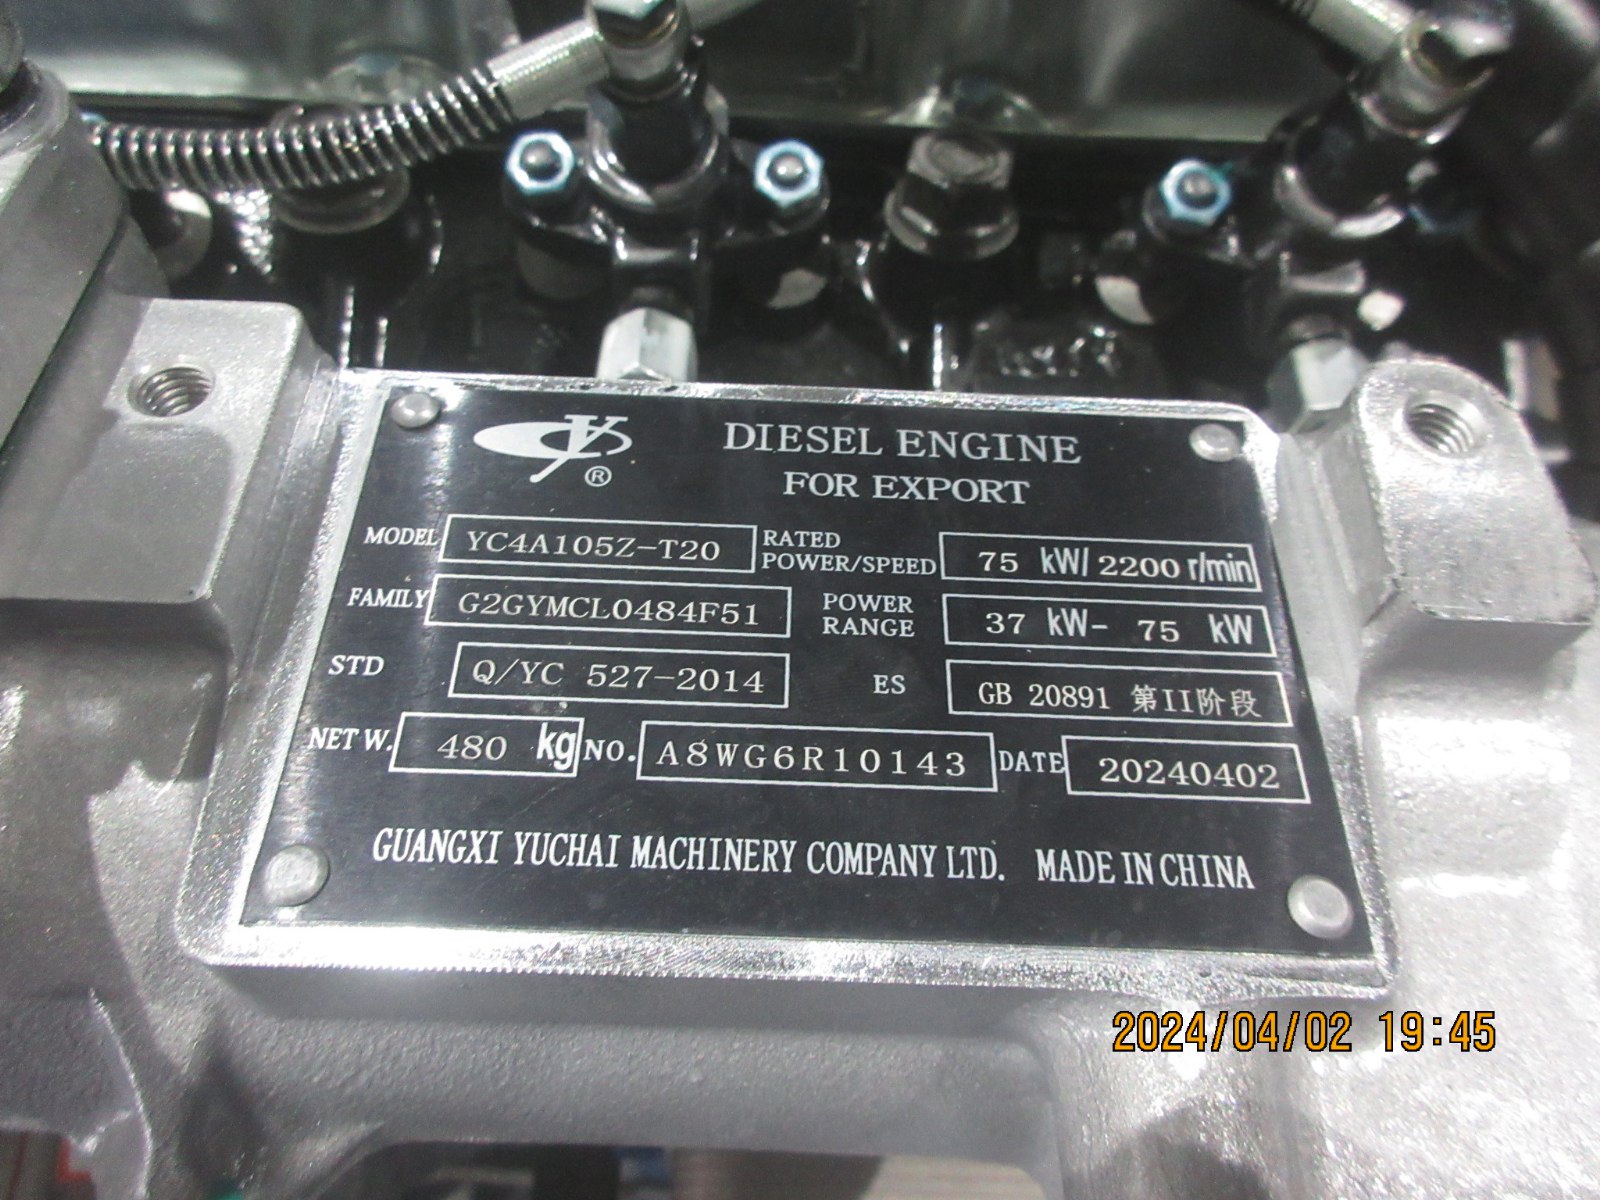 YC ®
DIESEL ENGINE
FOR EXPORT
MODEL YC4A105Z-T20 RATED POWER/SPEED 75 kW/ 2200 r/min
FAMILY G2GYMCL0484F51 POWER RANGE 37 kW- 75 kW
STD Q/YC 527-2014 ES GB 20891 第II阶段
NET W. 480 kg NO. A8WG6R10143 DATE 20240402
GUANGXI YUCHAI MACHINERY COMPANY LTD. MADE IN CHINA
2024/04/02 19:45